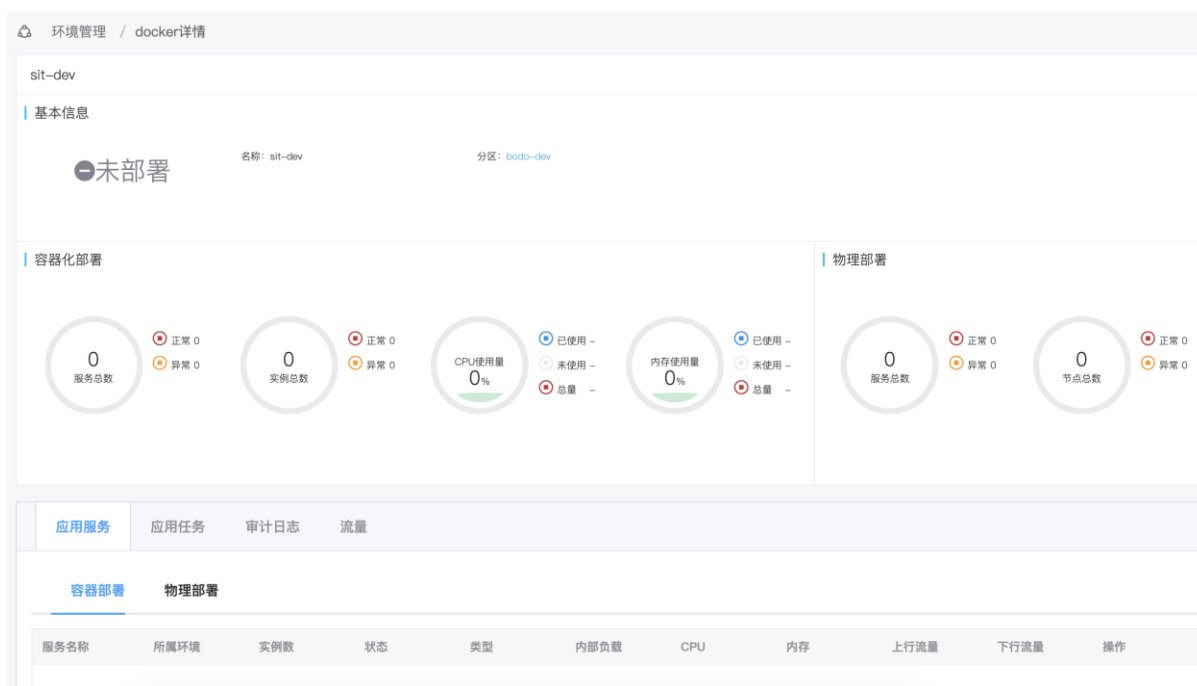 环境管理 / docker详情
sit-dev
基本信息
未部署
名称：sit-dev
分区：bodo-dev
容器化部署
0
服务总数
正常 0
异常 0
0
实例总数
正常 0
异常 0
CPU使用量
0%
已使用 -
未使用 -
总量 -
内存使用量
0%
已使用 -
未使用 -
总量 -
物理部署
0
服务总数
正常 0
异常 0
0
节点总数
正常 0
异常 0
应用服务 应用任务 审计日志 流量
容器部署 物理部署
服务名称 所属环境 实例数 状态 类型 内部负载 CPU 内存 上行流量 下行流量 操作